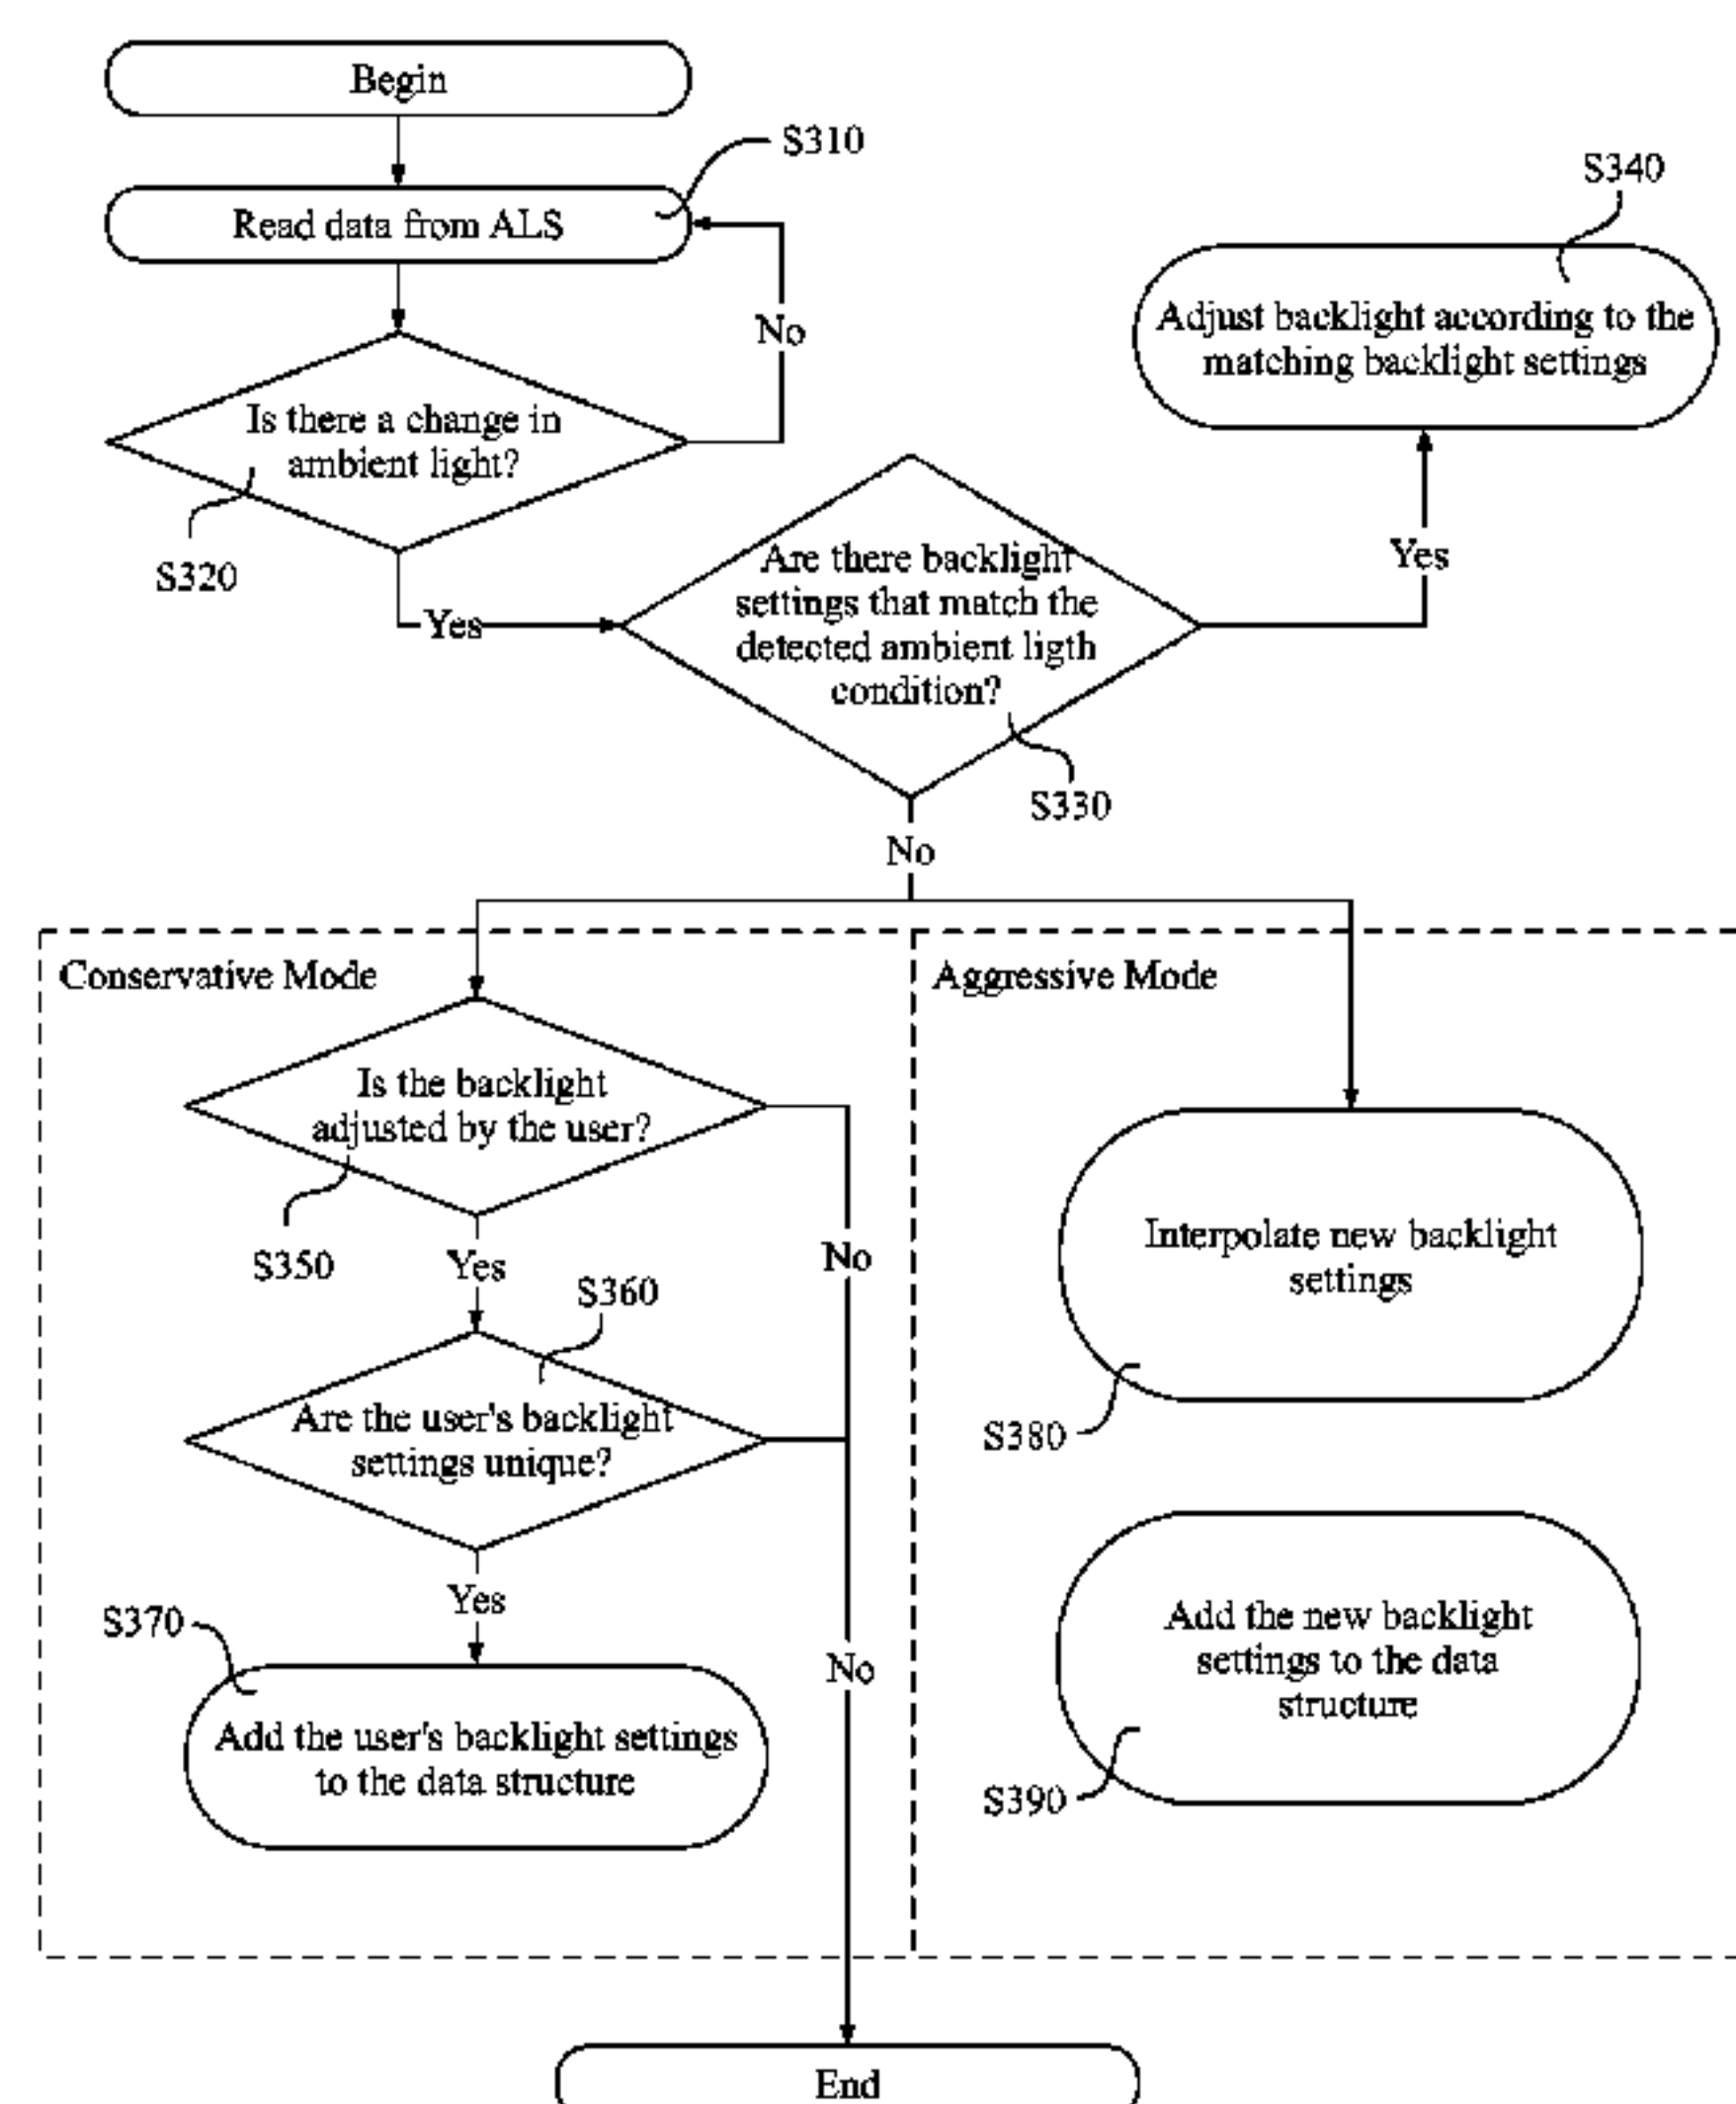 Begin
S310
Read data from ALS
S340
No
Adjust backlight according to the
matching backlight settings
Is there a change in
ambient light?
S320
Yes
Are there backlight
settings that match the
detected ambient ligth
condition?
Yes
S330
No
Conservative Mode
Aggressive Mode
Is the backlight
adjusted by the user?
S350
Yes
No
S360
Interpolate new backlight
settings
S380
Are the user's backlight
settings unique?
Yes
No
S370
Add the user's backlight settings
to the data structure
Add the new backlight
settings to the data
structure
S390
End